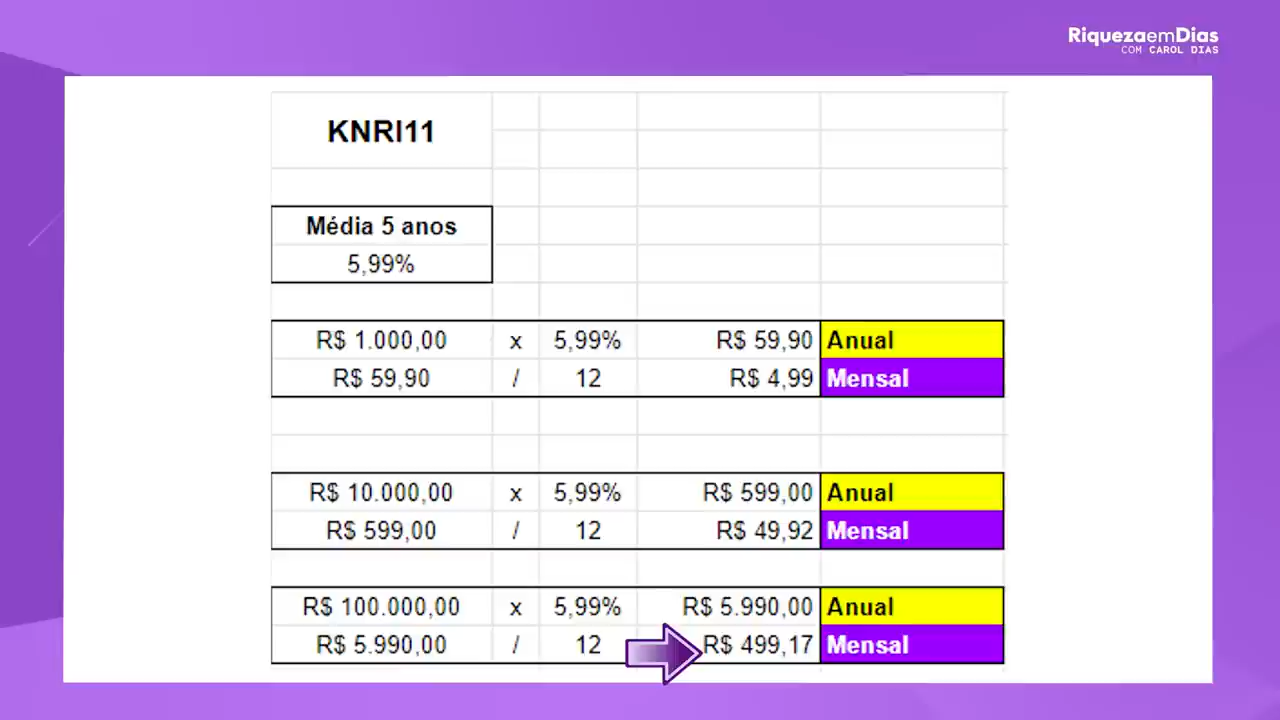 RiquezaemDias
COM CAROL DIAS
KNRI11
Média 5 anos
5,99%
R$ 1.000,00 x 5,99% R$ 59,90 Anual
R$ 59,90 / 12 R$ 4,99 Mensal
R$ 10.000,00 x 5,99% R$ 599,00 Anual
R$ 599,00 / 12 R$ 49,92 Mensal
R$ 100.000,00 x 5,99% R$ 5.990,00 Anual
R$ 5.990,00 / 12 R$ 499,17 Mensal